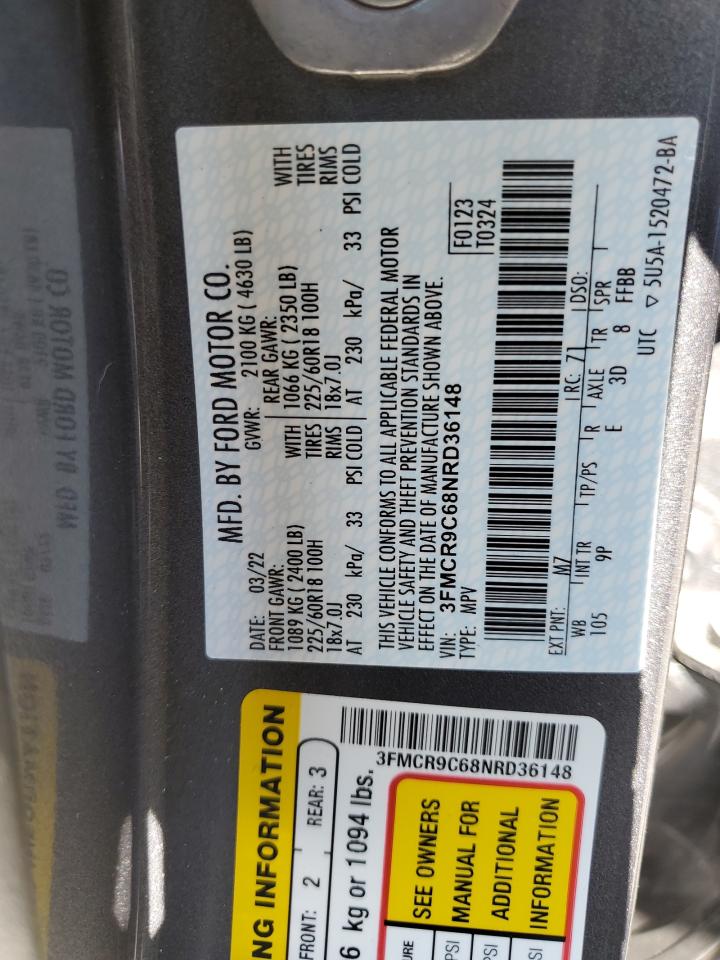 MFD. BY FORD MOTOR CO.
DATE: 03/22 GVWR: 2100 KG ( 4630 LB)
FRONT GAWR: REAR GAWR:
1089 KG ( 2400 LB) WITH 1066 KG ( 2350 LB) WITH
225/60R18 100H TIRES 225/60R18 100H TIRES
18x7.0J RIMS 18x7.0J RIMS
AT 230 kPa/ 33 PSI COLD AT 230 kPa/ 33 PSI COLD
THIS VEHICLE CONFORMS TO ALL APPLICABLE FEDERAL MOTOR
VEHICLE SAFETY AND THEFT PREVENTION STANDARDS IN
EFFECT ON THE DATE OF MANUFACTURE SHOWN ABOVE.
VIN: 3FMCR9C68NRD36148 F0123
TYPE: MPV T0324
EXT PNT: M7 RC: 71 DSO:
WB INT TR TP/PS R AXLE TR SPR
105 9P E 3D 8 FFBB
UTC ▽ 5U5A-1520472-BA
NG INFORMATION
FRONT: 2 REAR: 3
6 kg or 1094 lbs.
3FMCR9C68NRD36148
URE SEE OWNERS
PSI MANUAL FOR
PSI ADDITIONAL
SI INFORMATION